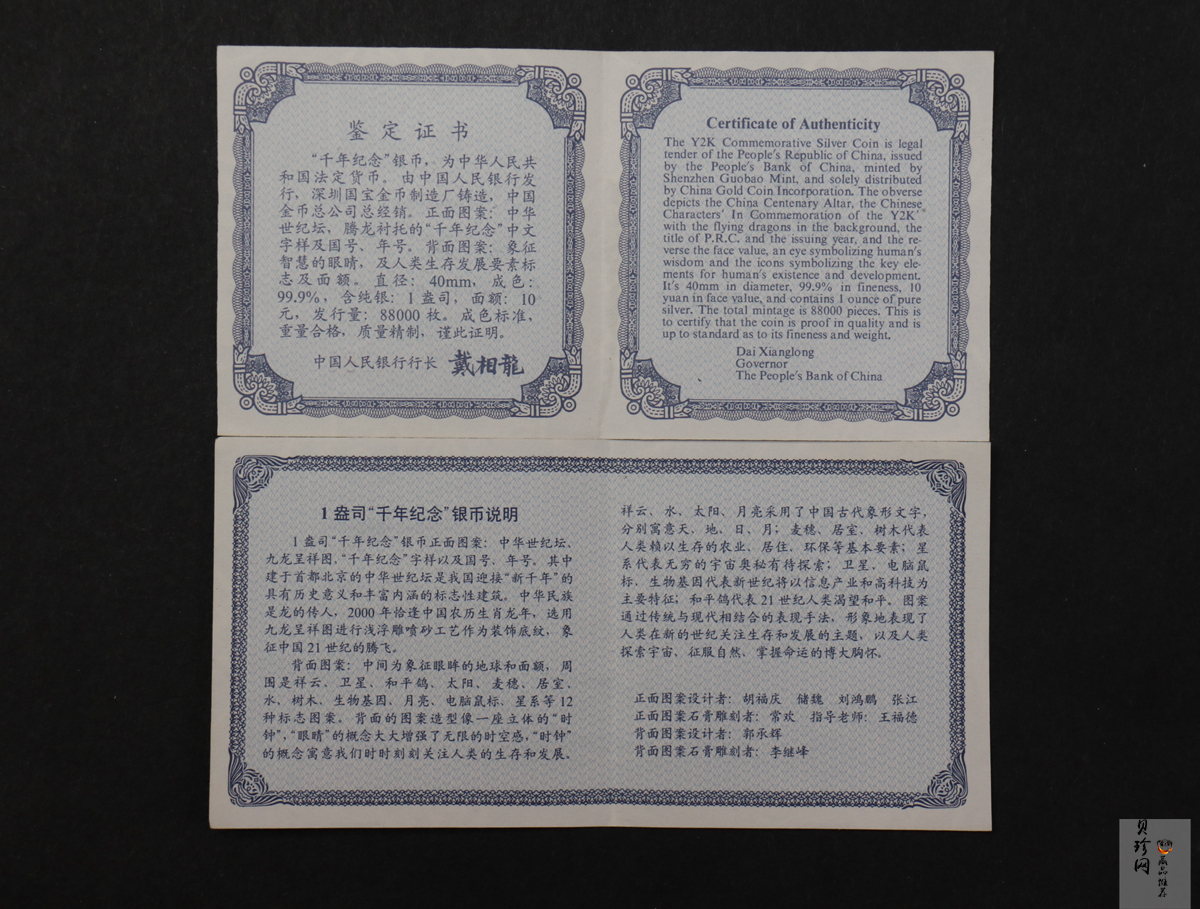 鉴定证书
“千年纪念”银币，为中华人民共
和国法定货币。由中国人民银行发
行，深圳国宝金币制造厂铸造，中国
金币总公司总经销。正面图案：中华
世纪坛，腾龙衬托的“千年纪念”中文
字样及国号、年号。背面图案：象征
智慧的眼睛，及人类生存发展要素标
志及面额。直径：40mm，成色：
99.9%，含纯银：1盎司，面额：10
元，发行量：88000枚。成色标准，
重量合格，质量精制，谨此证明。
中国人民银行行长 戴相龍
Certificate of Authenticity
The Y2K Commemorative Silver Coin is legal
tender of the People's Republic of China, issued
by the People's Bank of China, minted by
Shenzhen Guobao Mint, and solely distributed
by China Gold Coin Incorporation. The obverse
depicts the China Centenary Altar, the Chinese
Characters' In Commemoration of the Y2K'
with the flying dragons in the background, the
title of P.R.C. and the issuing year, and the re-
verse the face value, an eye symbolizing human's
wisdom and the icons symbolizing the key ele-
ments for human's existence and development.
It's 40mm in diameter, 99.9% in fineness, 10
yuan in face value, and contains 1 ounce of pure
silver. The total mintage is 88000 pieces. This is
to certify that the coin is proof in quality and is
up to standard as to its fineness and weight.
Dai Xianglong
Governor
The People's Bank of China
1盎司“千年纪念”银币说明
1盎司“千年纪念”银币正面图案：中华世纪坛、
九龙呈祥图、“千年纪念”字样以及国号、年号。其中
建于首都北京的中华世纪坛是我国迎接“新千年”的
具有历史意义和丰富内涵的标志性建筑。中华民族
是龙的传人，2000年恰逢中国农历生肖龙年，选用
九龙呈祥图进行浅浮雕喷砂工艺作为装饰底纹，象
征中国21世纪的腾飞。
背面图案：中间为象征眼眸的地球和面额，周
围是祥云、卫星、和平鸽、太阳、麦穗、居室、
水、树木、生物基因、月亮、电脑鼠标、星系等12
种标志图案。背面的图案造型像一座立体的“时
钟”，“眼睛”的概念大大增强了无限的时空感，“时钟”
的概念寓意我们时时刻刻关注人类的生存和发展。
祥云、水、太阳、月亮采用了中国古代象形文字，
分别寓意天、地、日、月；麦穗、居室、树木代表
人类赖以生存的农业、居住、环保等基本要素；星
系代表无穷的宇宙奥秘有待探索；卫星、电脑鼠
标、生物基因代表新世纪将以信息产业和高科技为
主要特征；和平鸽代表21世纪人类渴望和平。图案
通过传统与现代相结合的表现手法，形象地表现了
人类在新的世纪关注生存和发展的主题，以及人类
探索宇宙，征服自然，掌握命运的博大胸怀。
正面图案设计者：胡福庆 储魏 刘鸿鹏 张江
正面图案石膏雕刻者：常欢 指导老师：王福德
背面图案设计者：郭承辉
背面图案石膏雕刻者：李继峰
贝珍网
藏品推荐